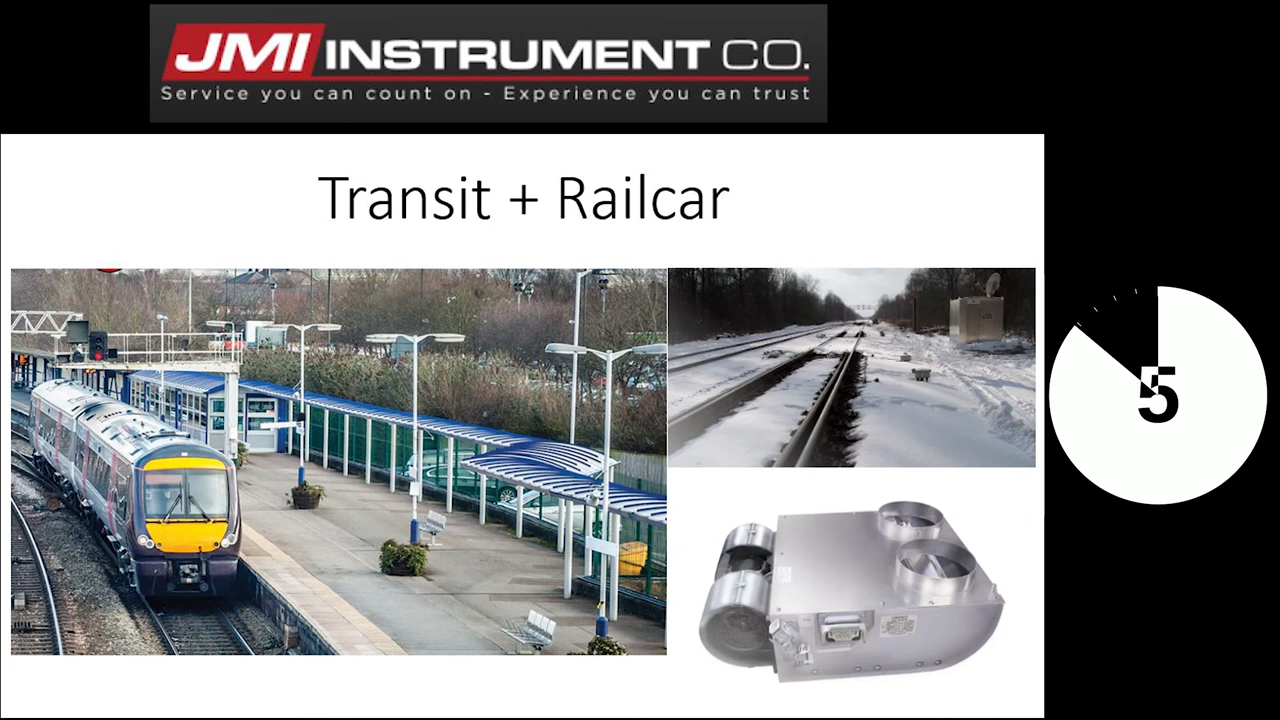 JMI INSTRUMENT CO.
Service you can count on - Experience you can trust
Transit + Railcar
5